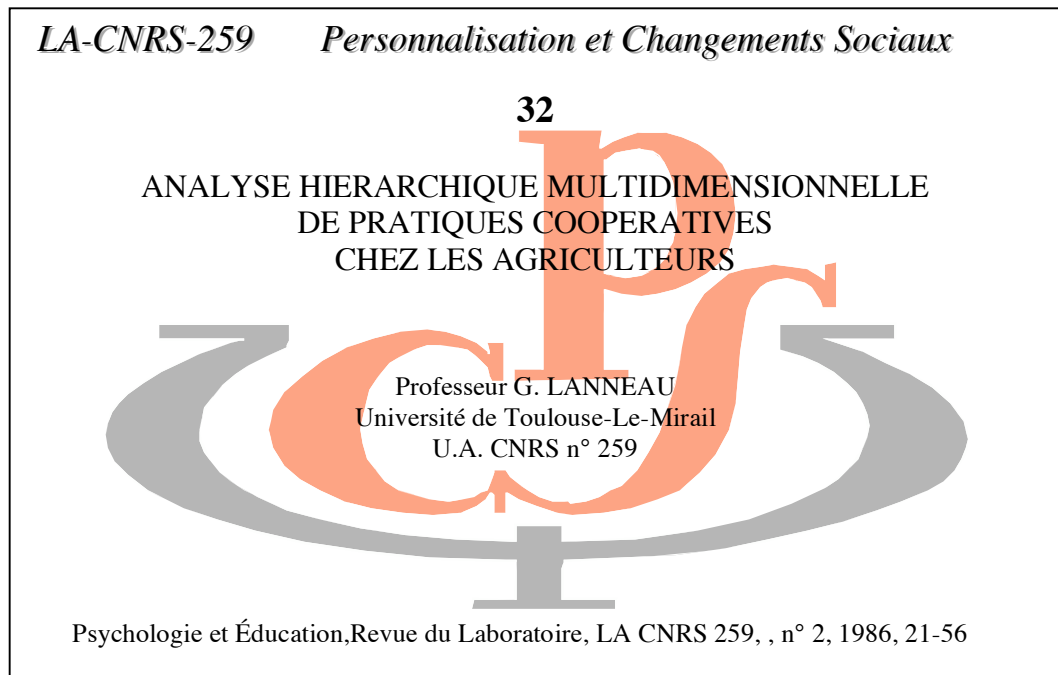 LA-CNRS-259 Personnalisation et Changements Sociaux
32
ANALYSE HIERARCHIQUE MULTIDIMENSIONNELLE
DE PRATIQUES COOPERATIVES
CHEZ LES AGRICULTEURS
Professeur G. LANNEAU
Université de Toulouse-Le-Mirail
U.A. CNRS n° 259
Psychologie et Éducation,Revue du Laboratoire, LA CNRS 259, , n° 2, 1986, 21-56